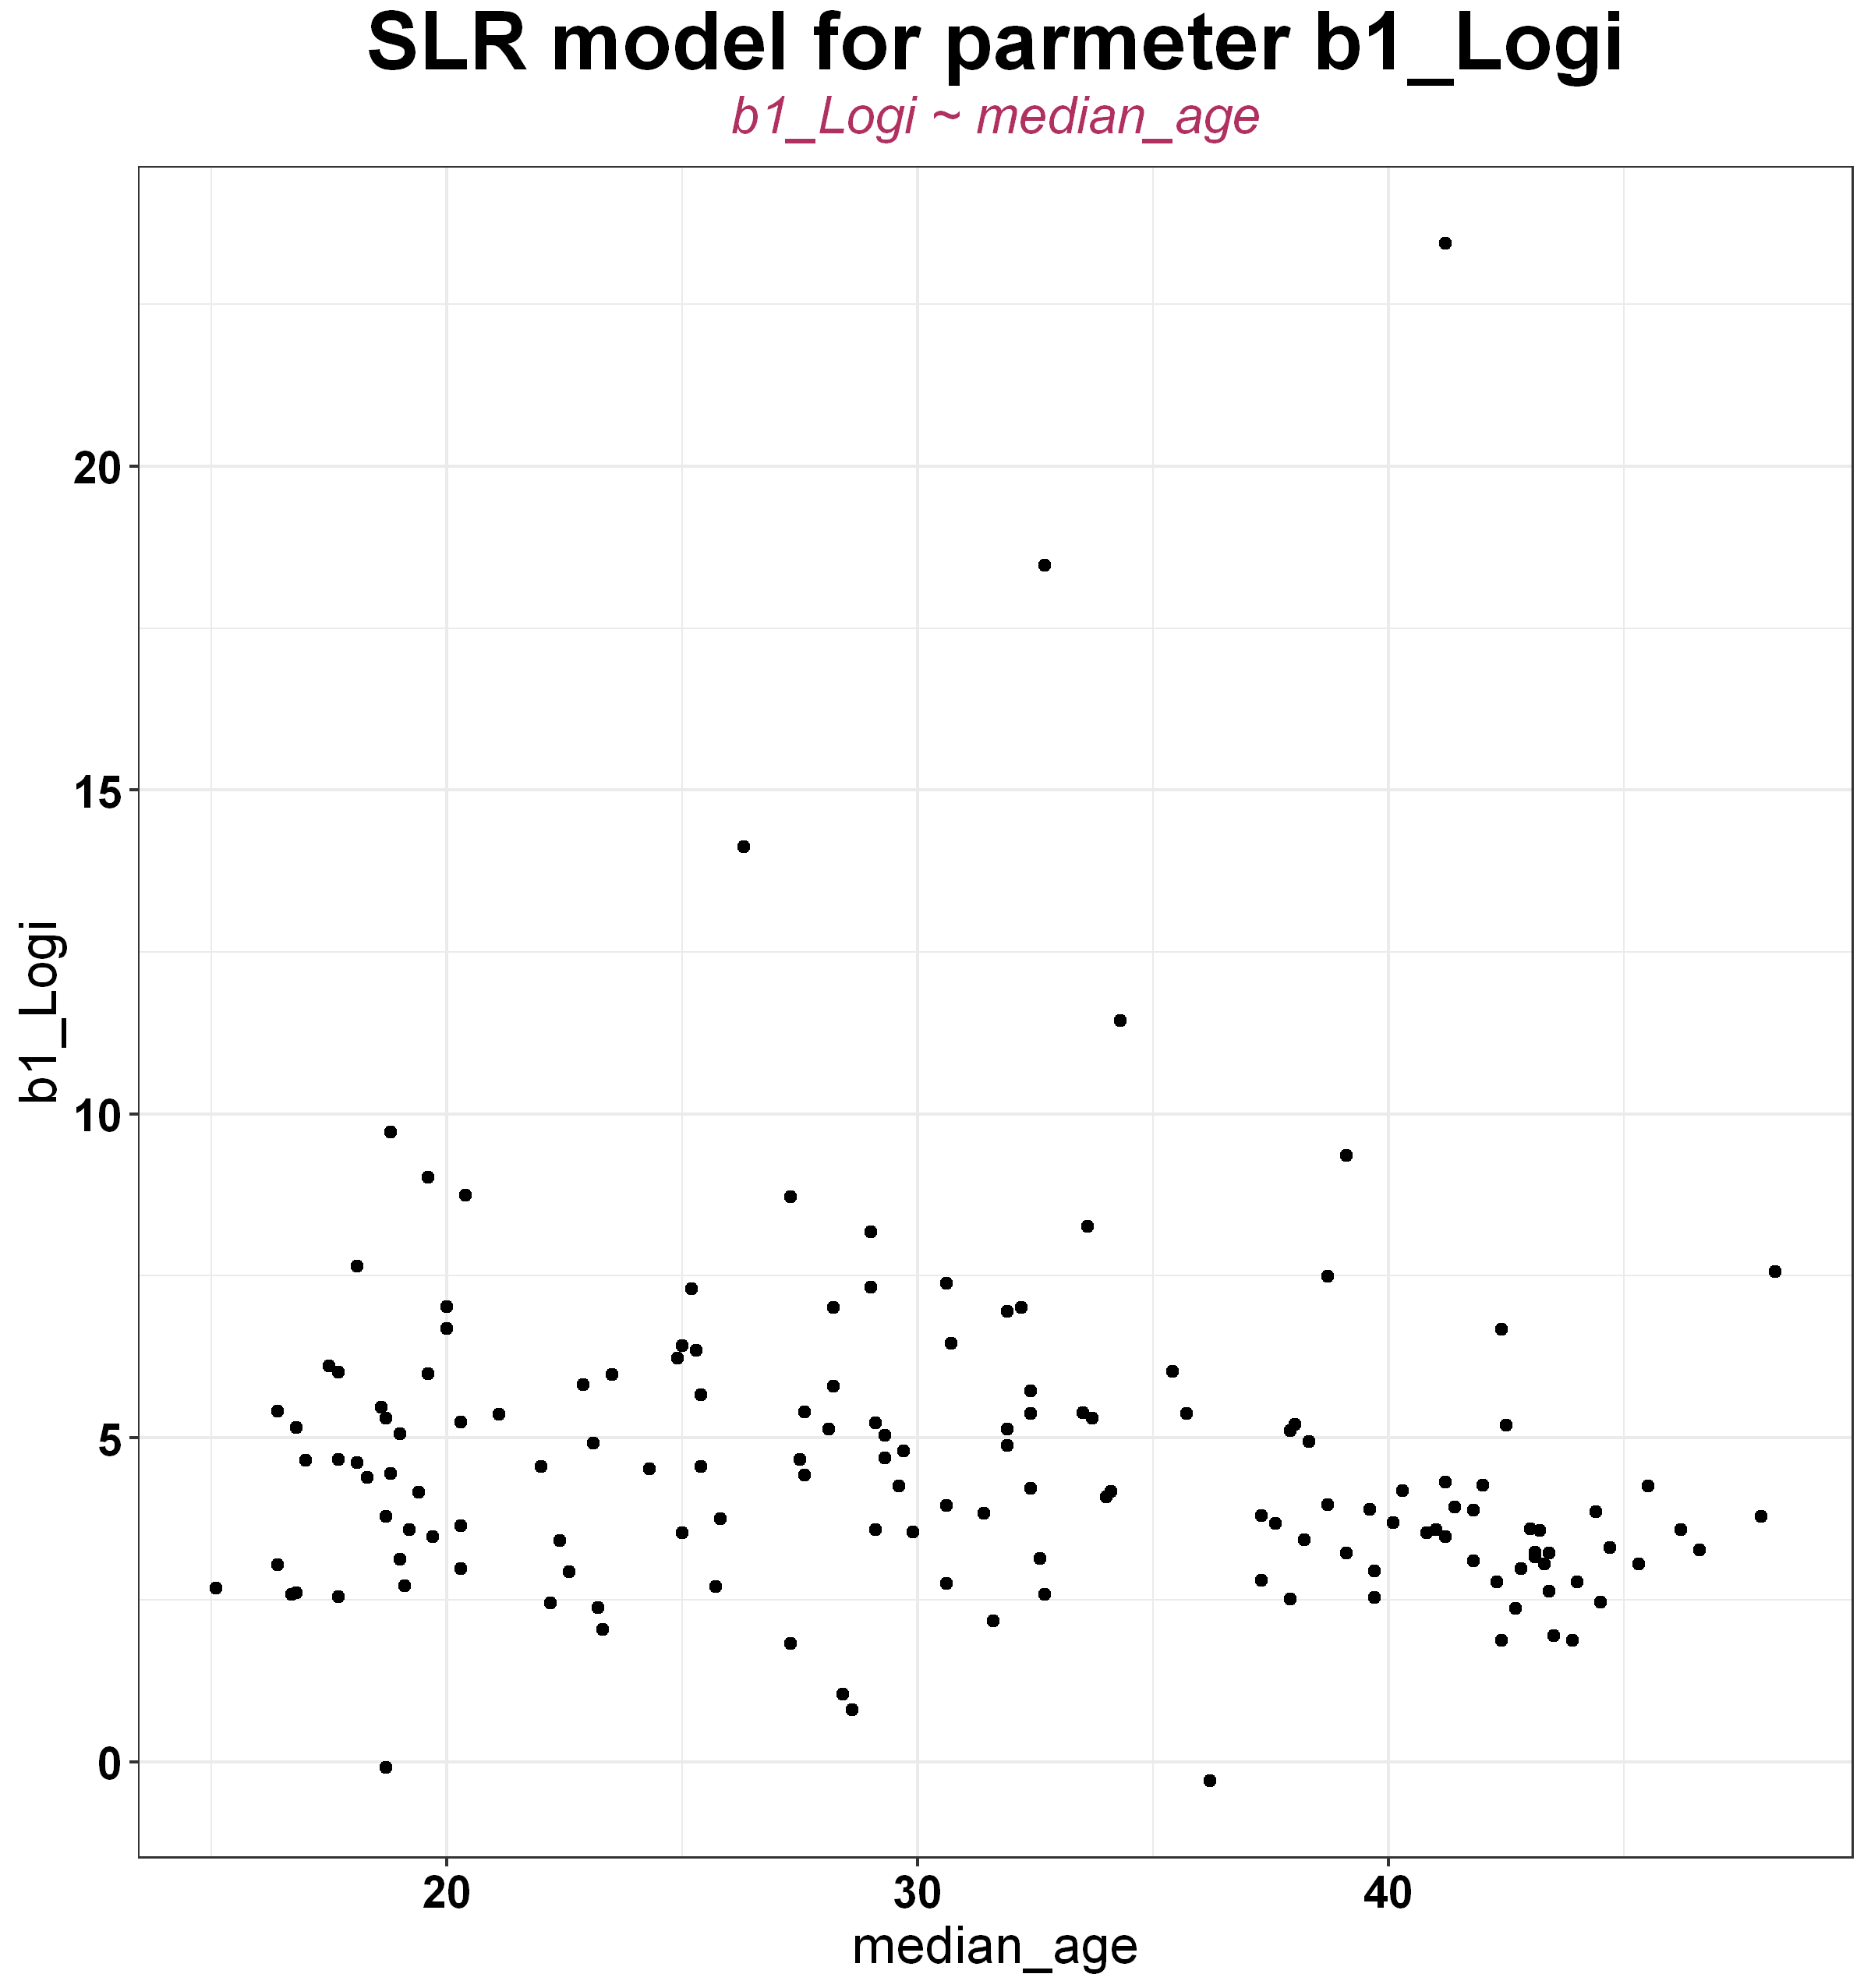 SLR model for parmeter b1_Logi
b1_Logi ~ median_age
20
15
10
5
0
b1_Logi
20 30 40
median_age